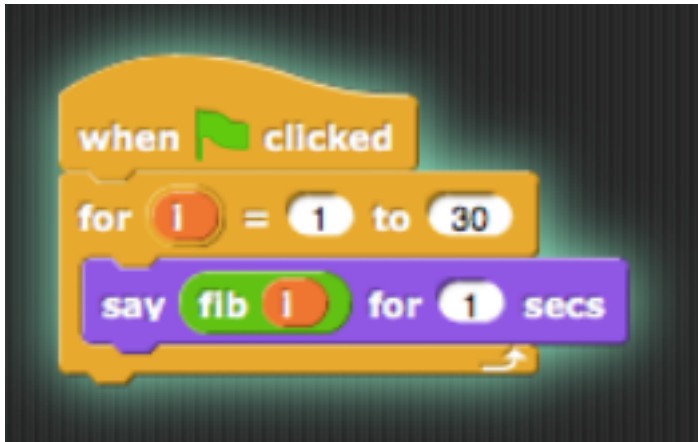 when clicked
for i = 1 to 30
say fib i for 1 secs